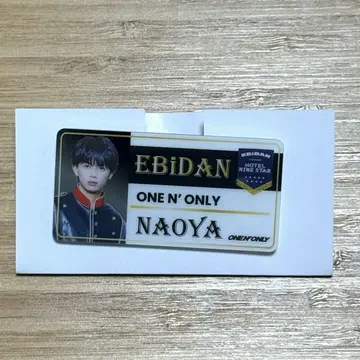 EBiDAN
EBiDAN
HOTEL
NINE STAR
ONE N' ONLY
NAOYA
ONE N' ONLY